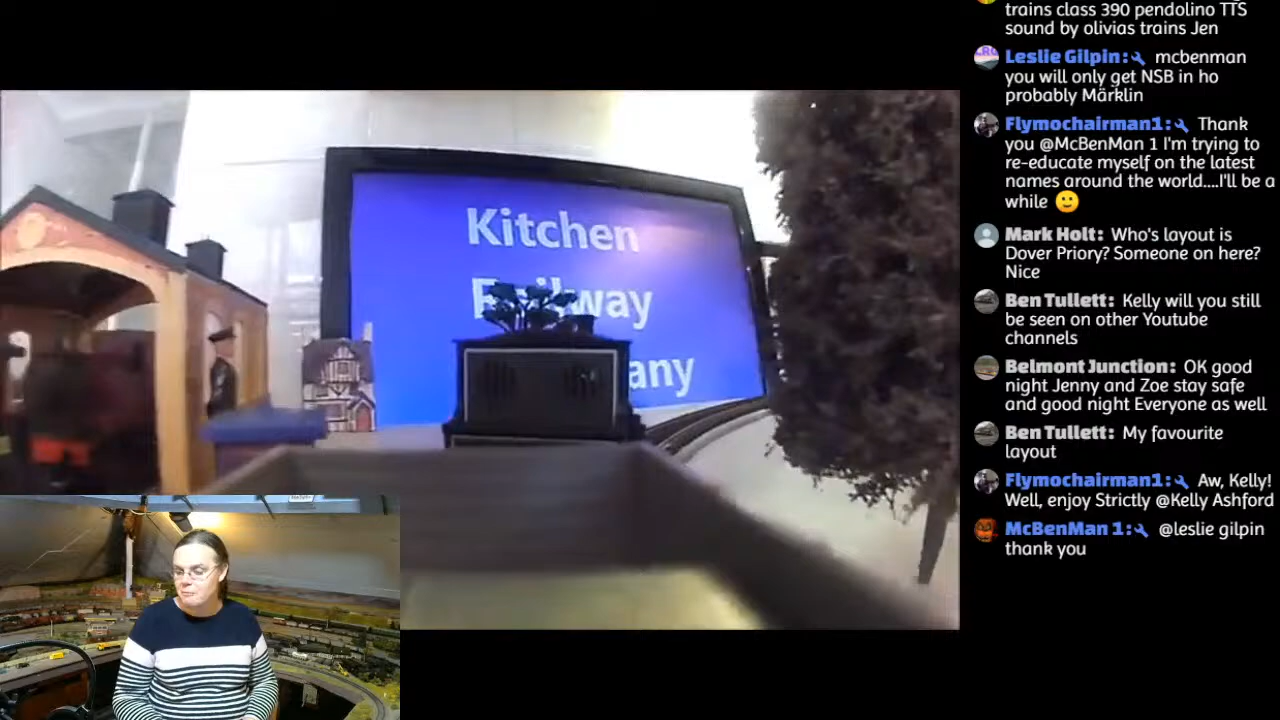 Kitchen
way
any
trains class 390 pendolino TTS
sound by olivias trains Jen
Leslie Gilpin: mcbenman
you will only get NSB in ho
probably Märklin
Flymochairman1: Thank
you @McBenMan 1 I'm trying to
re-educate myself on the latest
names around the world....I'll be a
while 🙂
Mark Holt: Who's layout is
Dover Priory? Someone on here?
Nice
Ben Tullett: Kelly will you still
be seen on other Youtube
channels
Belmont Junction: OK good
night Jenny and Zoe stay safe
and good night Everyone as well
Ben Tullett: My favourite
layout
Flymochairman1: Aw, Kelly!
Well, enjoy Strictly @Kelly Ashford
McBenMan 1: @leslie gilpin
thank you